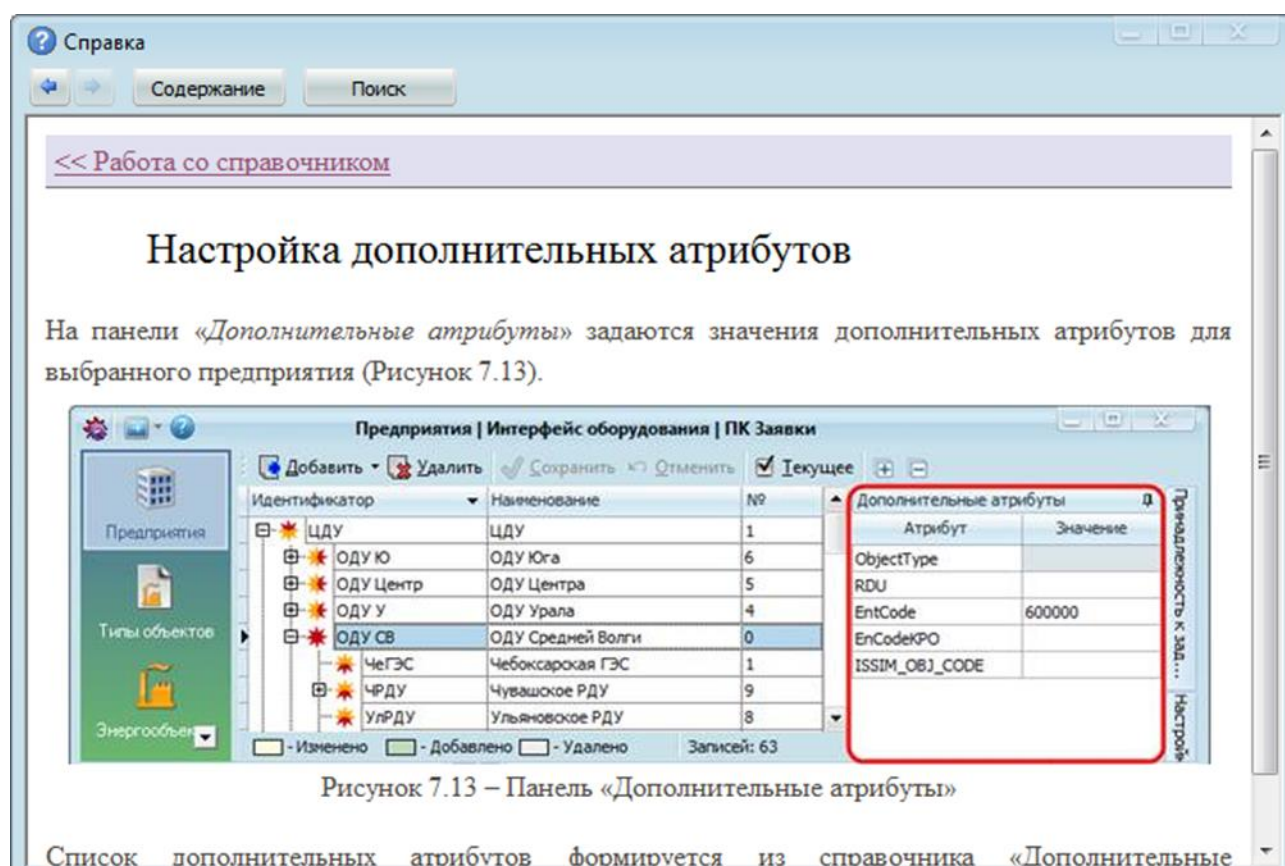 Справка
Содержание Поиск
<< Работа со справочником
Настройка дополнительных атрибутов
На панели «Дополнительные атрибуты» задаются значения дополнительных атрибутов для
выбранного предприятия (Рисунок 7.13).
Предприятия | Интерфейс оборудования | ПК Заявки
Добавить Удалить Сохранить Отменить Текущее
Предприятия
Типы объектов
Идентификатор Наименование №
ЦДУ ЦДУ 1
ОДУ Ю ОДУ Юга 6
ОДУ Центр ОДУ Центра 5
ОДУ У ОДУ Урала 4
ОДУ СВ ОДУ Средней Волги 0
ЧеГЭС Чебоксарская ГЭС 1
ЧРДУ Чувашское РДУ 9
УлРДУ Ульяновское РДУ 8
- Изменено - Добавлено - Удалено Записей: 63
Дополнительные атрибуты
Атрибут Значение
ObjectType
RDU
EntCode 600000
EnCodeKPO
ISSIM_OBJ_CODE
Принадлежность к зад...
Рисунок 7.13 – Панель «Дополнительные атрибуты»
Список дополнительных атрибутов формируется из справочника «Дополнительные